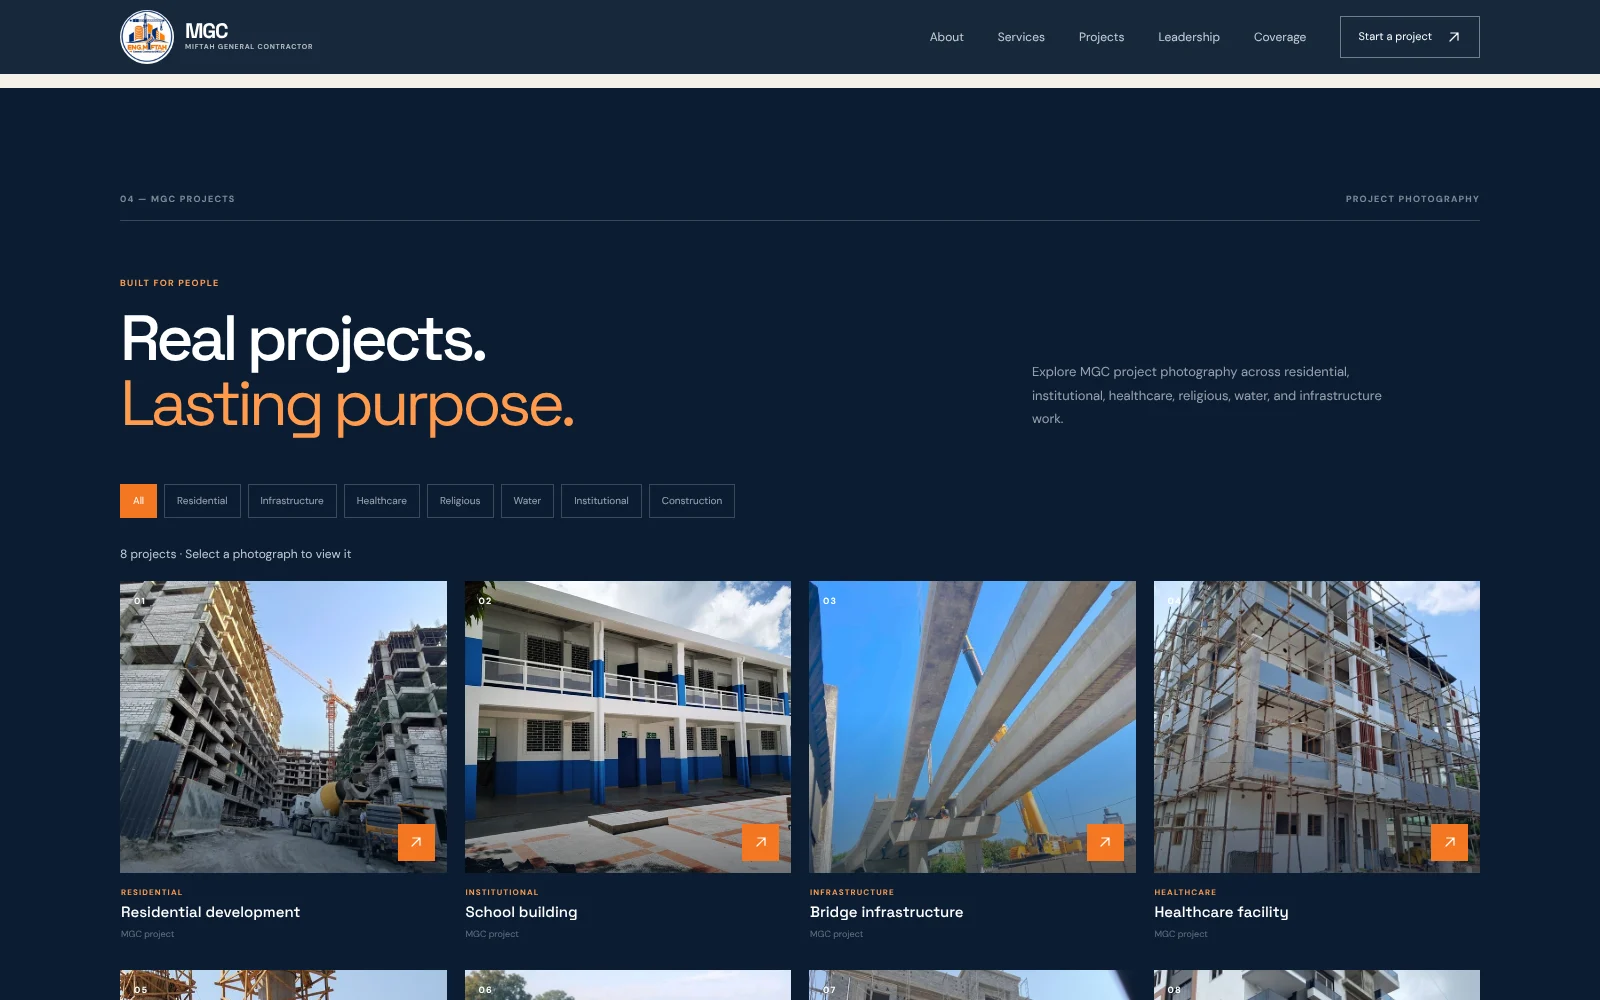 ENG.MIFTAH
MGC
MIFTAH GENERAL CONTRACTOR
About
Services
Projects
Leadership
Coverage
Start a project
04 — MGC PROJECTS
PROJECT PHOTOGRAPHY
BUILT FOR PEOPLE
Real projects.
Lasting purpose.
Explore MGC project photography across residential,
institutional, healthcare, religious, water, and infrastructure
work.
All
Residential
Infrastructure
Healthcare
Religious
Water
Institutional
Construction
8 projects · Select a photograph to view it
01
02
03
04
RESIDENTIAL
Residential development
MGC project
INSTITUTIONAL
School building
MGC project
INFRASTRUCTURE
Bridge infrastructure
MGC project
HEALTHCARE
Healthcare facility
MGC project
05
06
07
08